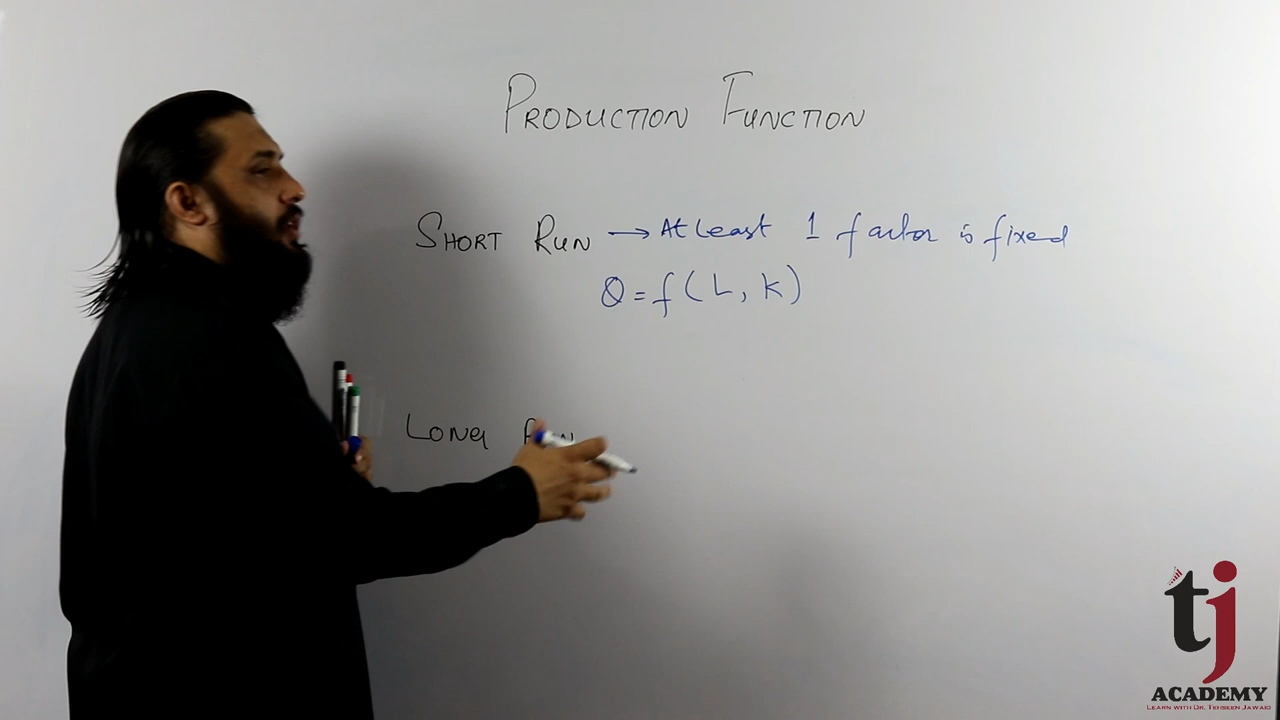 PRODUCTION FUNCTION
SHORT RUN → At Least 1 factor is fixed
Q = f(L, K)
LONG RUN
tj
ACADEMY
LEARN WITH DR. TEHSEEN JAWAID